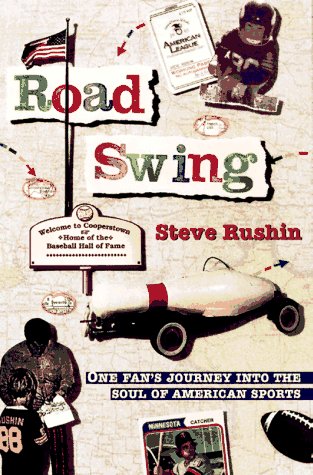 AMERICAN
LEAGUE
Road
Swing
Welcome to Cooperstown
Home of the
Baseball Hall of Fame
Steve Rushin
ONE FAN'S JOURNEY INTO THE
SOUL OF AMERICAN SPORTS
RUSHIN
88
MINNESOTA
CATCHER